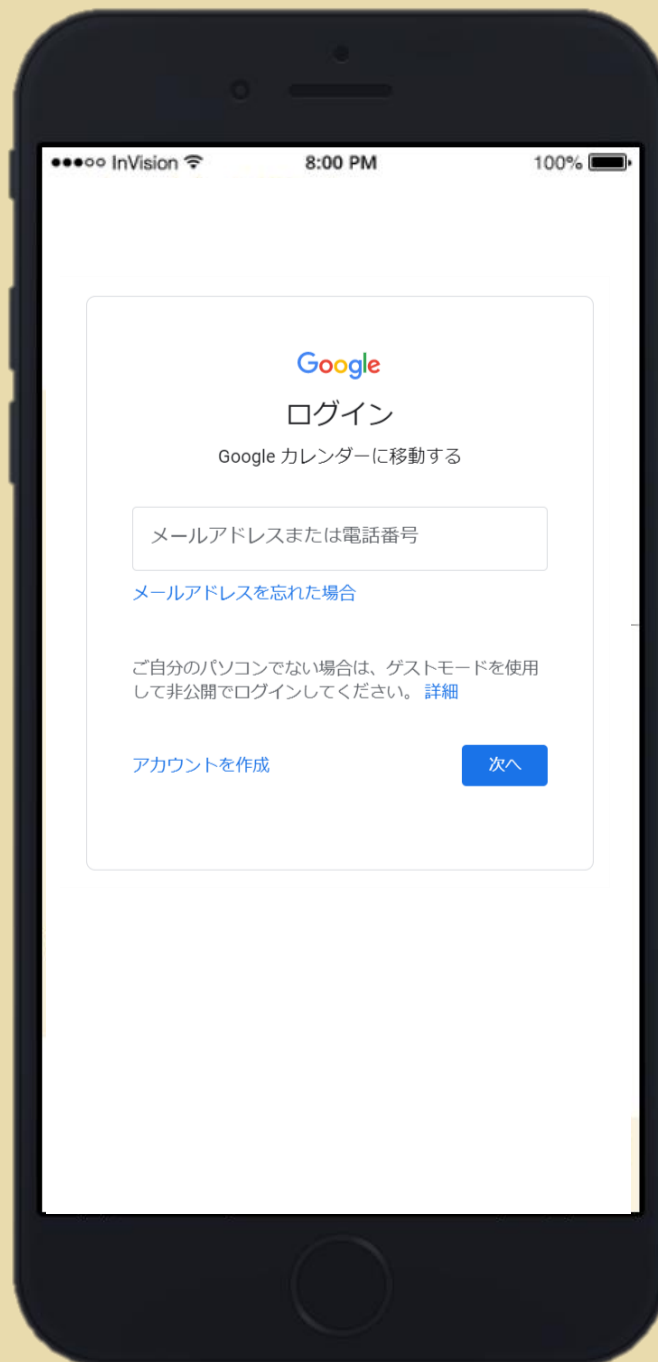 ●●●○○ InVision 8:00 PM 100%
Google
ログイン
Google カレンダーに移動する
メールアドレスまたは電話番号
メールアドレスを忘れた場合
ご自分のパソコンでない場合は、ゲストモードを使用
して非公開でログインしてください。 詳細
アカウントを作成 次へ